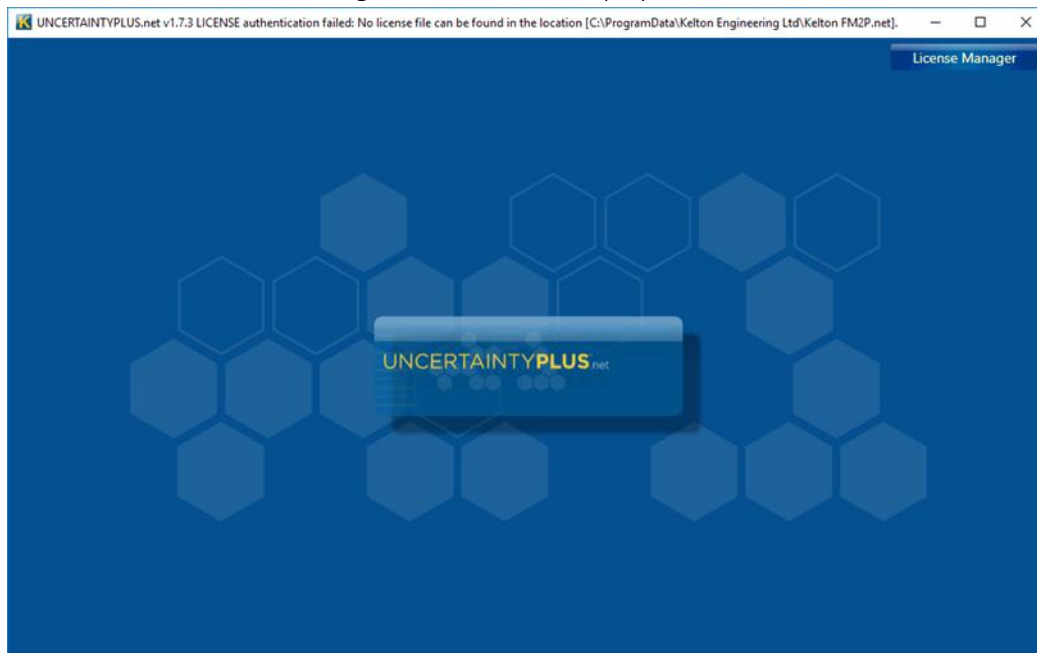 UNCERTAINTYPLUS.net v1.7.3 LICENSE authentication failed: No license file can be found in the location [C:\ProgramData\Kelton Engineering Ltd\Kelton FM2P.net].
License Manager
UNCERTAINTYPLUS.net